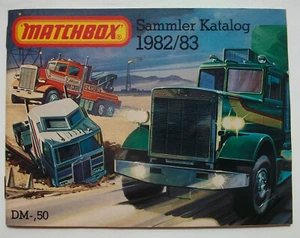 MATCHBOX
Sammler Katalog
1982/83
DM-,50